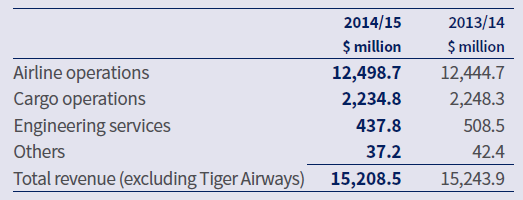 2014/15 2013/14
$ million $ million
Airline operations 12,498.7 12,444.7
Cargo operations 2,234.8 2,248.3
Engineering services 437.8 508.5
Others 37.2 42.4
Total revenue (excluding Tiger Airways) 15,208.5 15,243.9